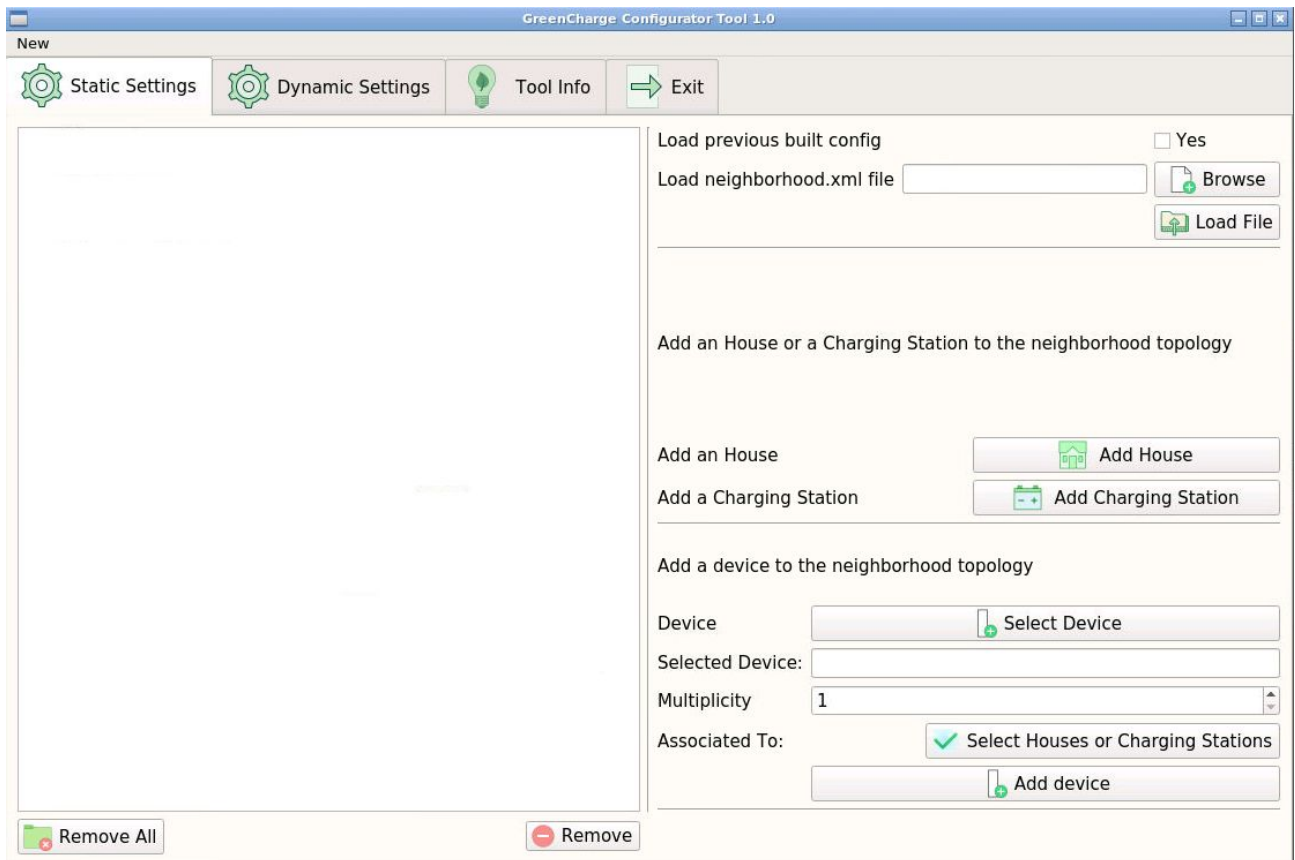 GreenCharge Configurator Tool 1.0
New
Static Settings
Dynamic Settings
Tool Info
Exit
Load previous built config
Yes
Load neighborhood.xml file
Browse
Load File
Add an House or a Charging Station to the neighborhood topology
Add an House
Add House
Add a Charging Station
Add Charging Station
Add a device to the neighborhood topology
Device
Select Device
Selected Device:
Multiplicity
1
Associated To:
Select Houses or Charging Stations
Add device
Remove All
Remove